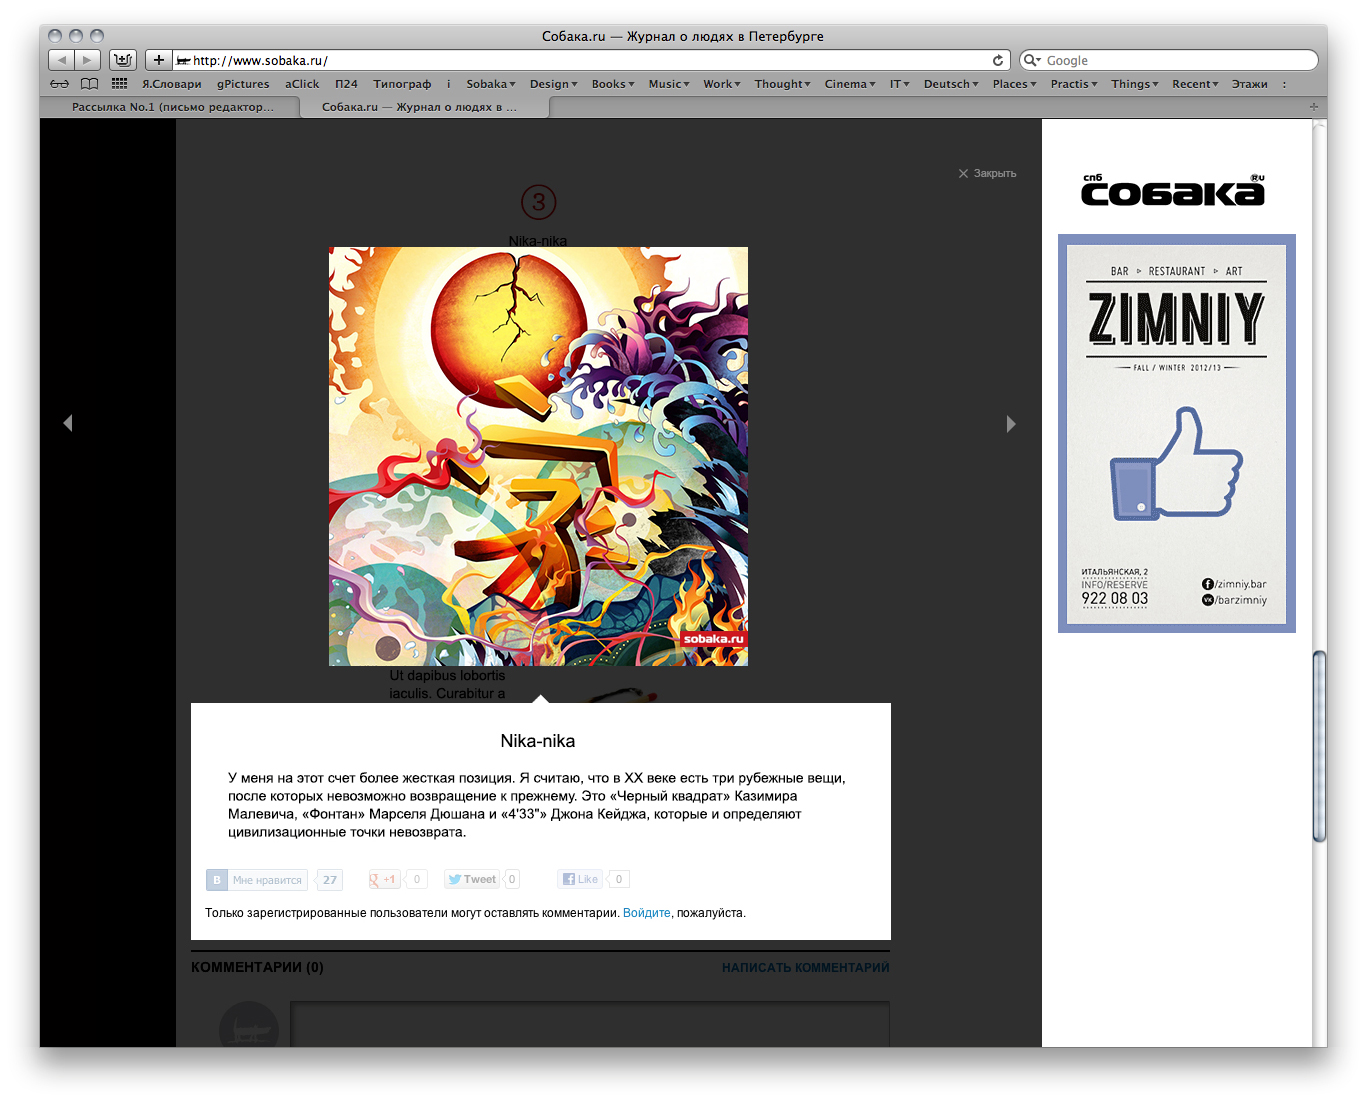 Собака.ru — Журнал о людях в Петербурге
http://www.sobaka.ru/
Google
Я.Словари gPictures aClick П24 Типограф i Sobaka Design Books Music Work Thought Cinema IT Deutsch Places Practis Things Recent Этажи :
Рассылка No.1 (письмо редактор...
Собака.ru — Журнал о людях в ...
Закрыть
3
Nika-nika
sobaka.ru
Ut dapibus lobortis
iaculis. Curabitur a
Nika-nika
У меня на этот счет более жесткая позиция. Я считаю, что в XX веке есть три рубежные вещи,
после которых невозможно возвращение к прежнему. Это «Черный квадрат» Казимира
Малевича, «Фонтан» Марселя Дюшана и «4'33"» Джона Кейджа, которые и определяют
цивилизационные точки невозврата.
В Мне нравится 27 g +1 0 Tweet 0 f Like 0
Только зарегистрированные пользователи могут оставлять комментарии. Войдите, пожалуйста.
КОММЕНТАРИИ (0)
НАПИСАТЬ КОММЕНТАРИЙ
спб
собака
®u
BAR ▹ RESTAURANT ▹ ART
ZIMNIY
FALL / WINTER 2012/13
ИТАЛЬЯНСКАЯ, 2
INFO/RESERVE
922 08 03
f/zimniy.bar
/barzimniy